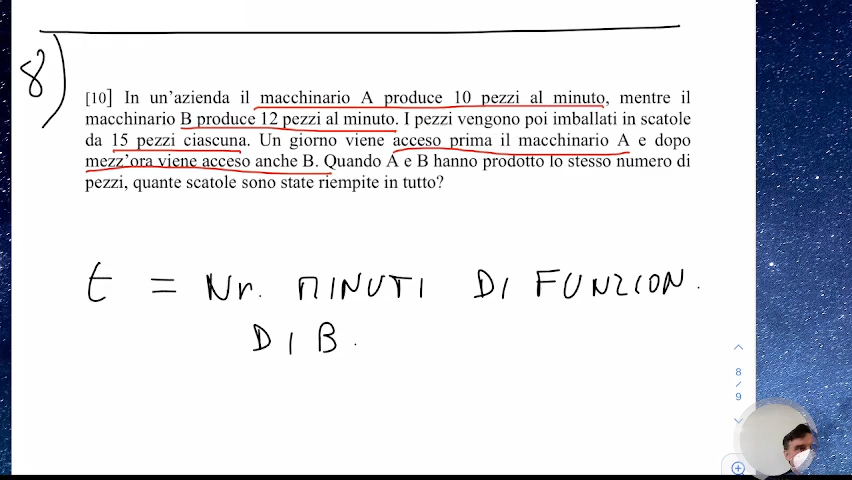 8)
[10] In un'azienda il macchinario A produce 10 pezzi al minuto, mentre il
macchinario B produce 12 pezzi al minuto. I pezzi vengono poi imballati in scatole
da 15 pezzi ciascuna. Un giorno viene acceso prima il macchinario A e dopo
mezz'ora viene acceso anche B. Quando A e B hanno prodotto lo stesso numero di
pezzi, quante scatole sono state riempite in tutto?
t = Nr. MINUTI DI FUNZION.
DI B.
8
/
9